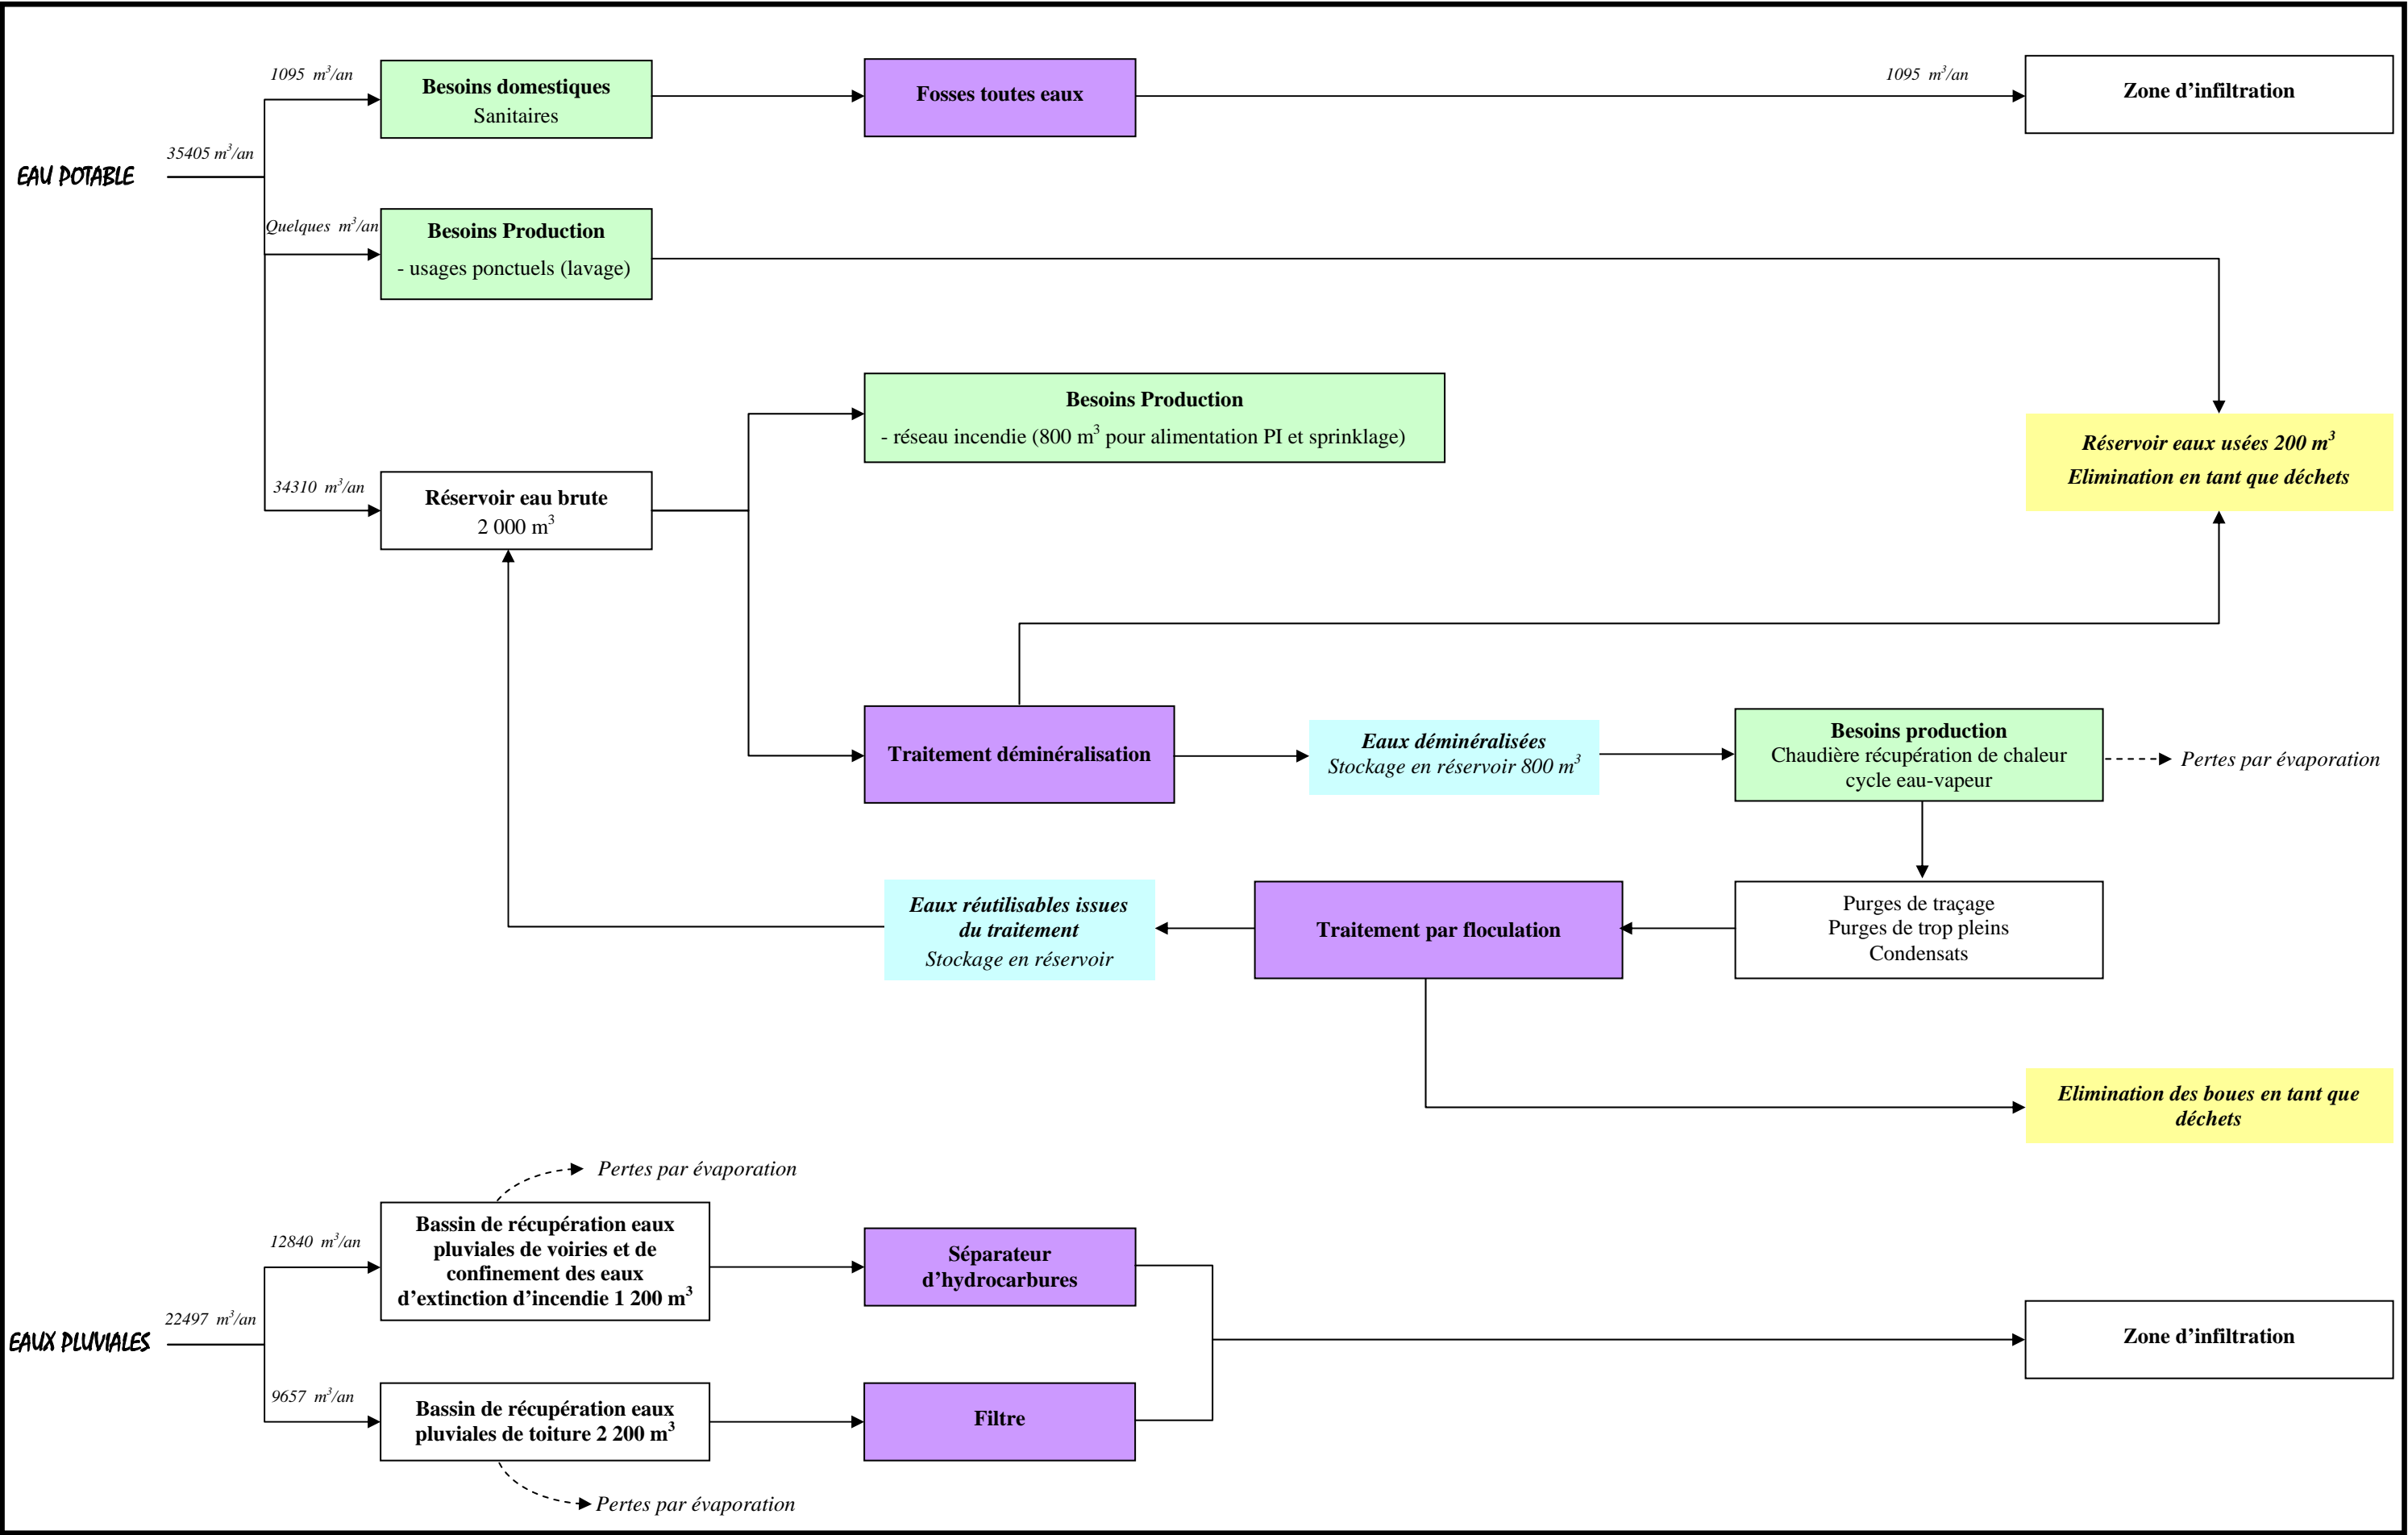 1095 m³/an
Besoins domestiques
Sanitaires
Fosses toutes eaux
1095 m³/an
Zone d’infiltration
35405 m³/an
EAU POTABLE
Quelques m³/an
Besoins Production
- usages ponctuels (lavage)
Besoins Production
- réseau incendie (800 m³ pour alimentation PI et sprinklage)
Réservoir eaux usées 200 m³
Elimination en tant que déchets
34310 m³/an
Réservoir eau brute
2 000 m³
Traitement déminéralisation
Eaux déminéralisées
Stockage en réservoir 800 m³
Besoins production
Chaudière récupération de chaleur
cycle eau-vapeur
Pertes par évaporation
Eaux réutilisables issues
du traitement
Stockage en réservoir
Traitement par floculation
Purges de traçage
Purges de trop pleins
Condensats
Elimination des boues en tant que
déchets
Pertes par évaporation
12840 m³/an
Bassin de récupération eaux
pluviales de voiries et de
confinement des eaux
d’extinction d’incendie 1 200 m³
Séparateur
d’hydrocarbures
22497 m³/an
EAUX PLUVIALES
Zone d’infiltration
9657 m³/an
Bassin de récupération eaux
pluviales de toiture 2 200 m³
Filtre
Pertes par évaporation